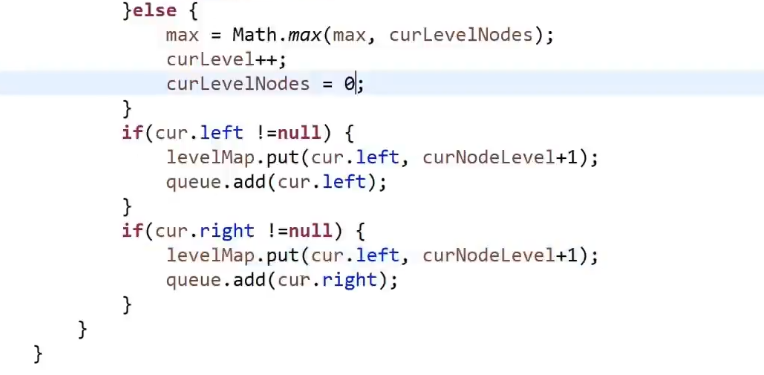 }else {
max = Math.max(max, curLevelNodes);
curLevel++;
curLevelNodes = 0;
}
if(cur.left !=null) {
levelMap.put(cur.left, curNodeLevel+1);
queue.add(cur.left);
}
if(cur.right !=null) {
levelMap.put(cur.left, curNodeLevel+1);
queue.add(cur.right);
}
}
}